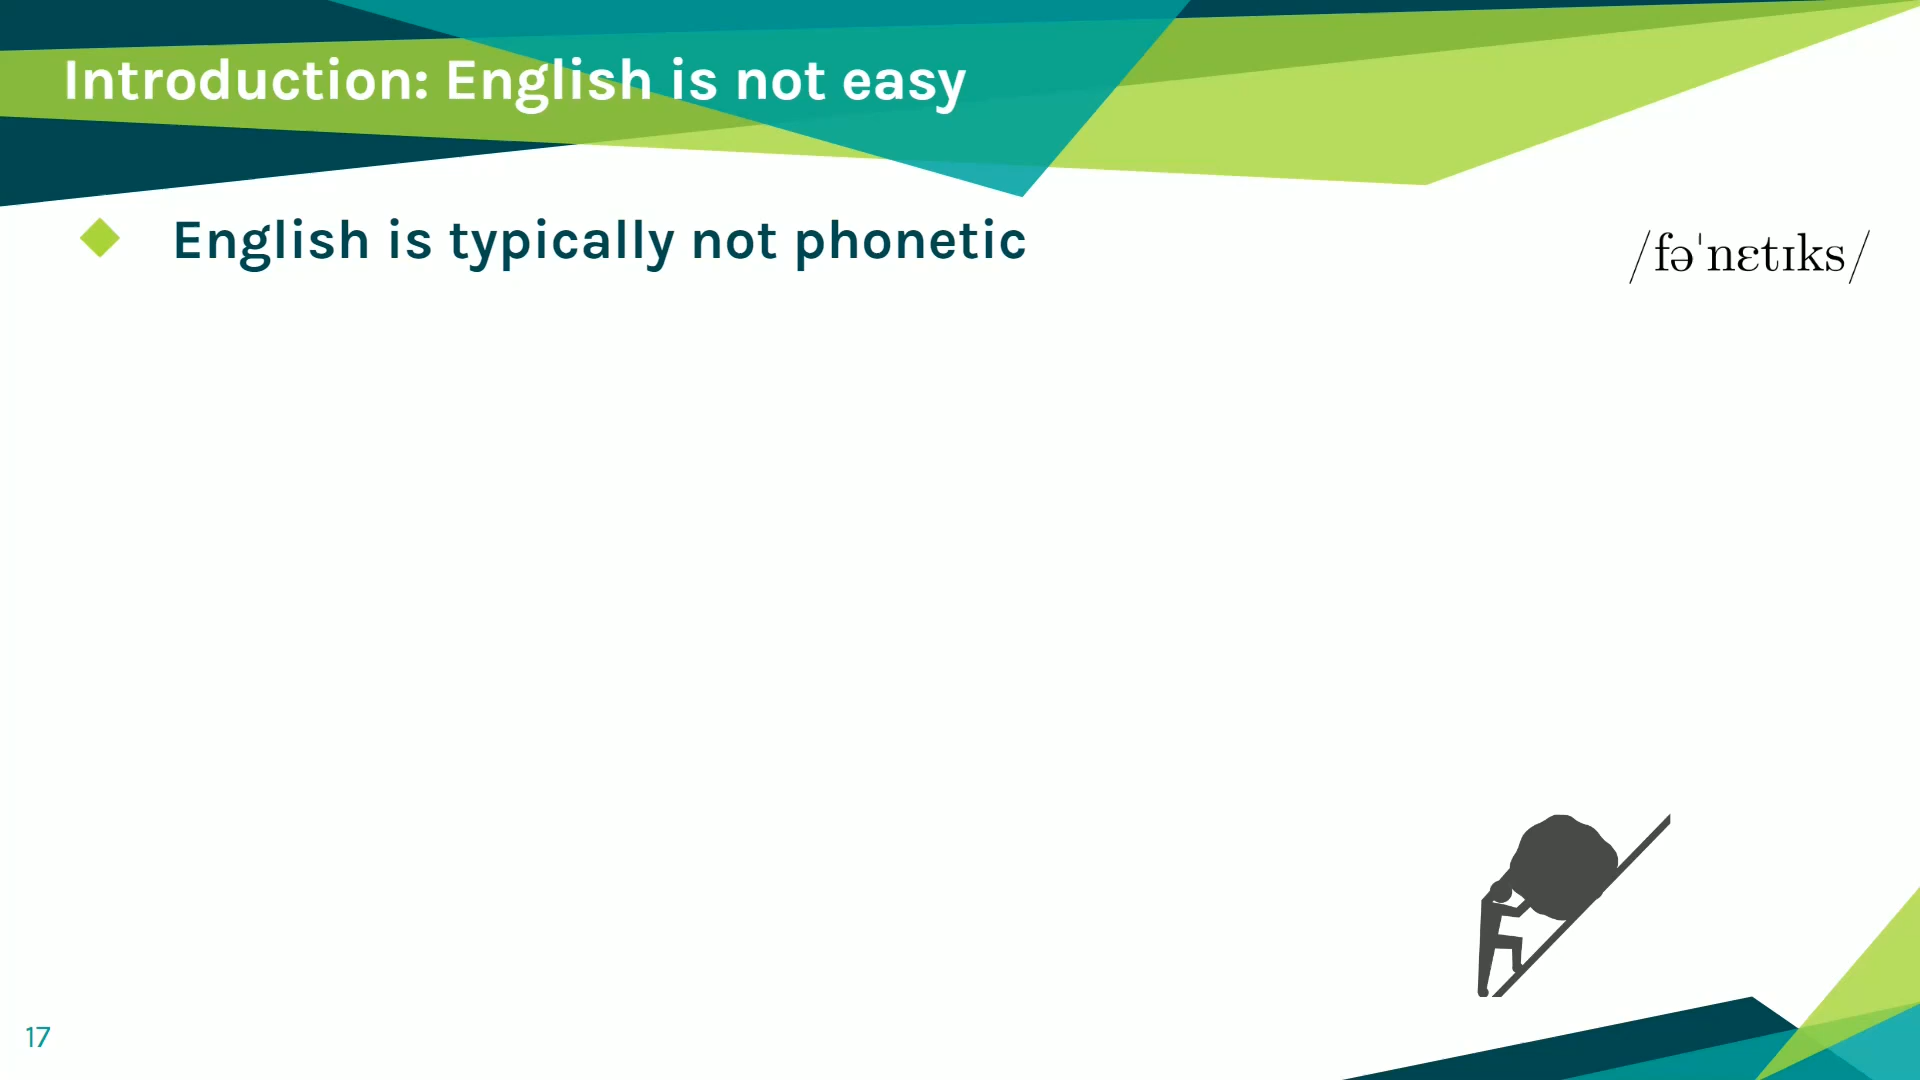 Introduction: English is not easy
English is typically not phonetic
/fəˈnɛtɪks/
17